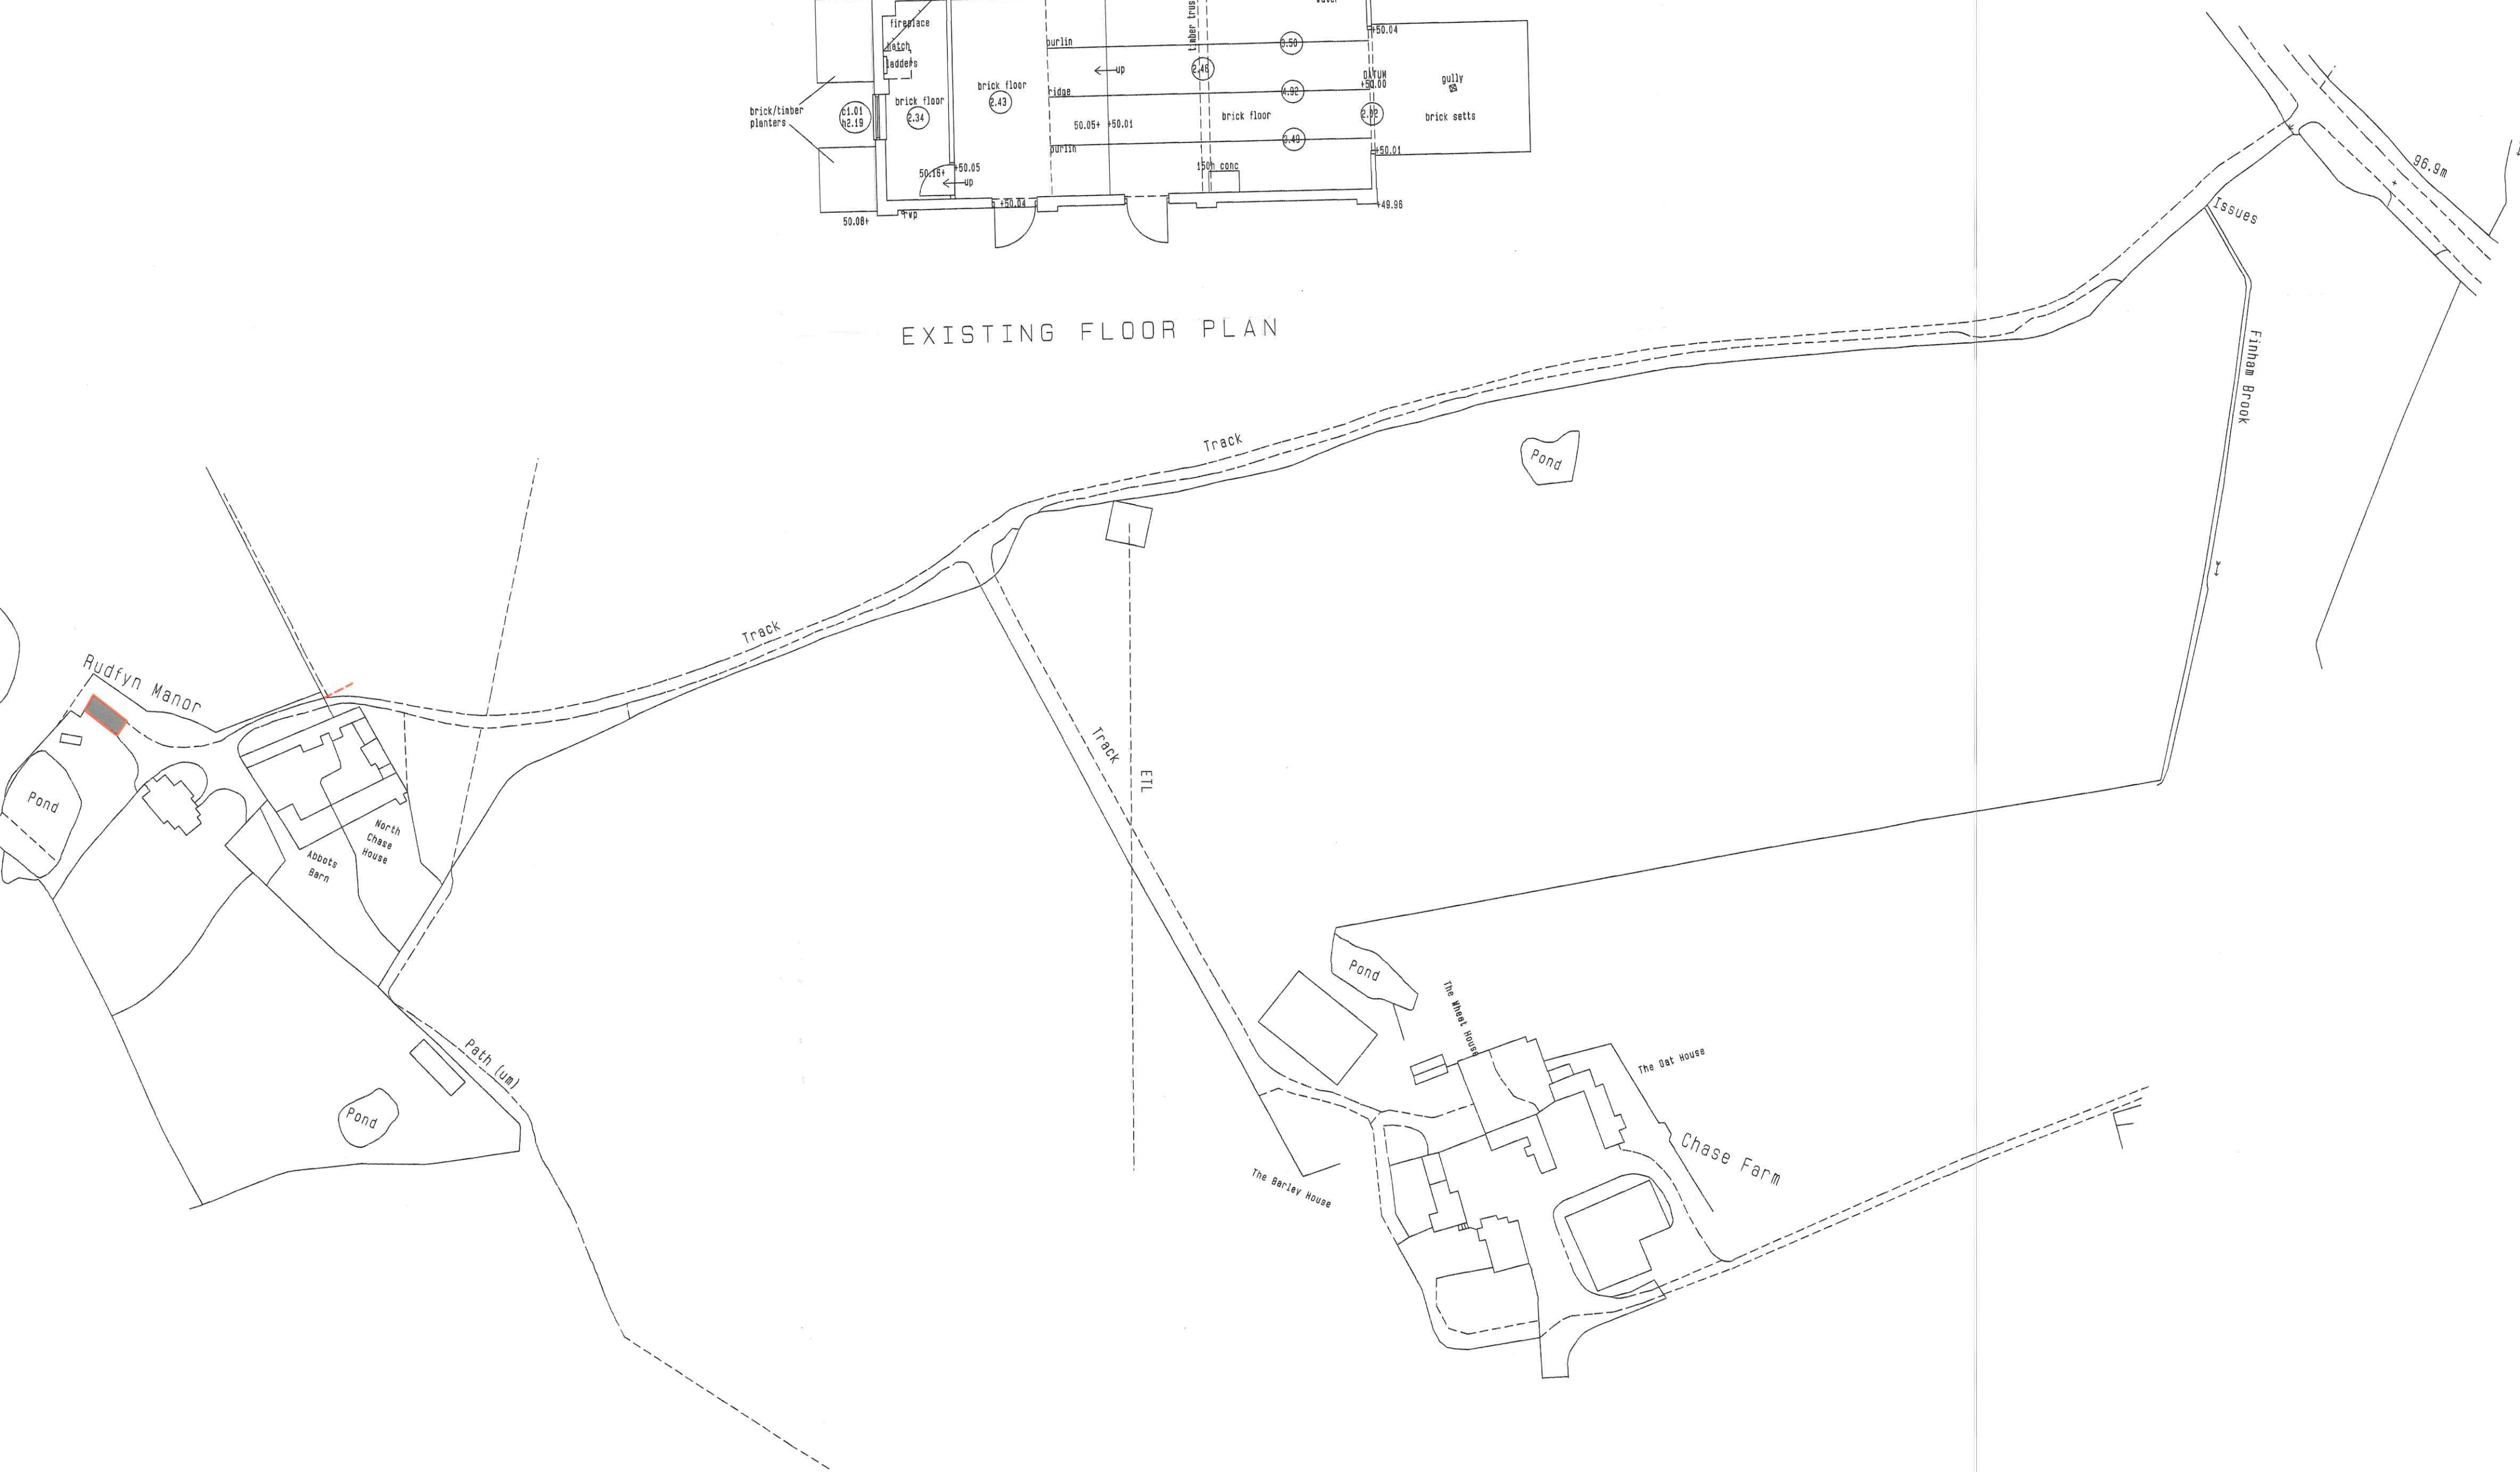 fireplace
hatch
ladders
brick floor
2.34
brick/timber
planters
c1.01
h2.19
brick floor
2.43
purlin
ridge
purlin
up
50.05+
+50.01
2.46
3.50
4.92
3.49
brick floor
+50.04
DATUM
+50.00
+50.01
gully
brick setts
150h conc
50.16+
+50.05
up
+50.04
50.08+
rwp
+49.96
EXISTING FLOOR PLAN
96.9m
Issues
Finham Brook
Track
Pond
Track
Rudfyn Manor
Track
ETL
Pond
North
Chase
House
Abbots
Barn
Pond
The Wheat House
Path (um)
The Oat House
Pond
Chase Farm
The Barley House